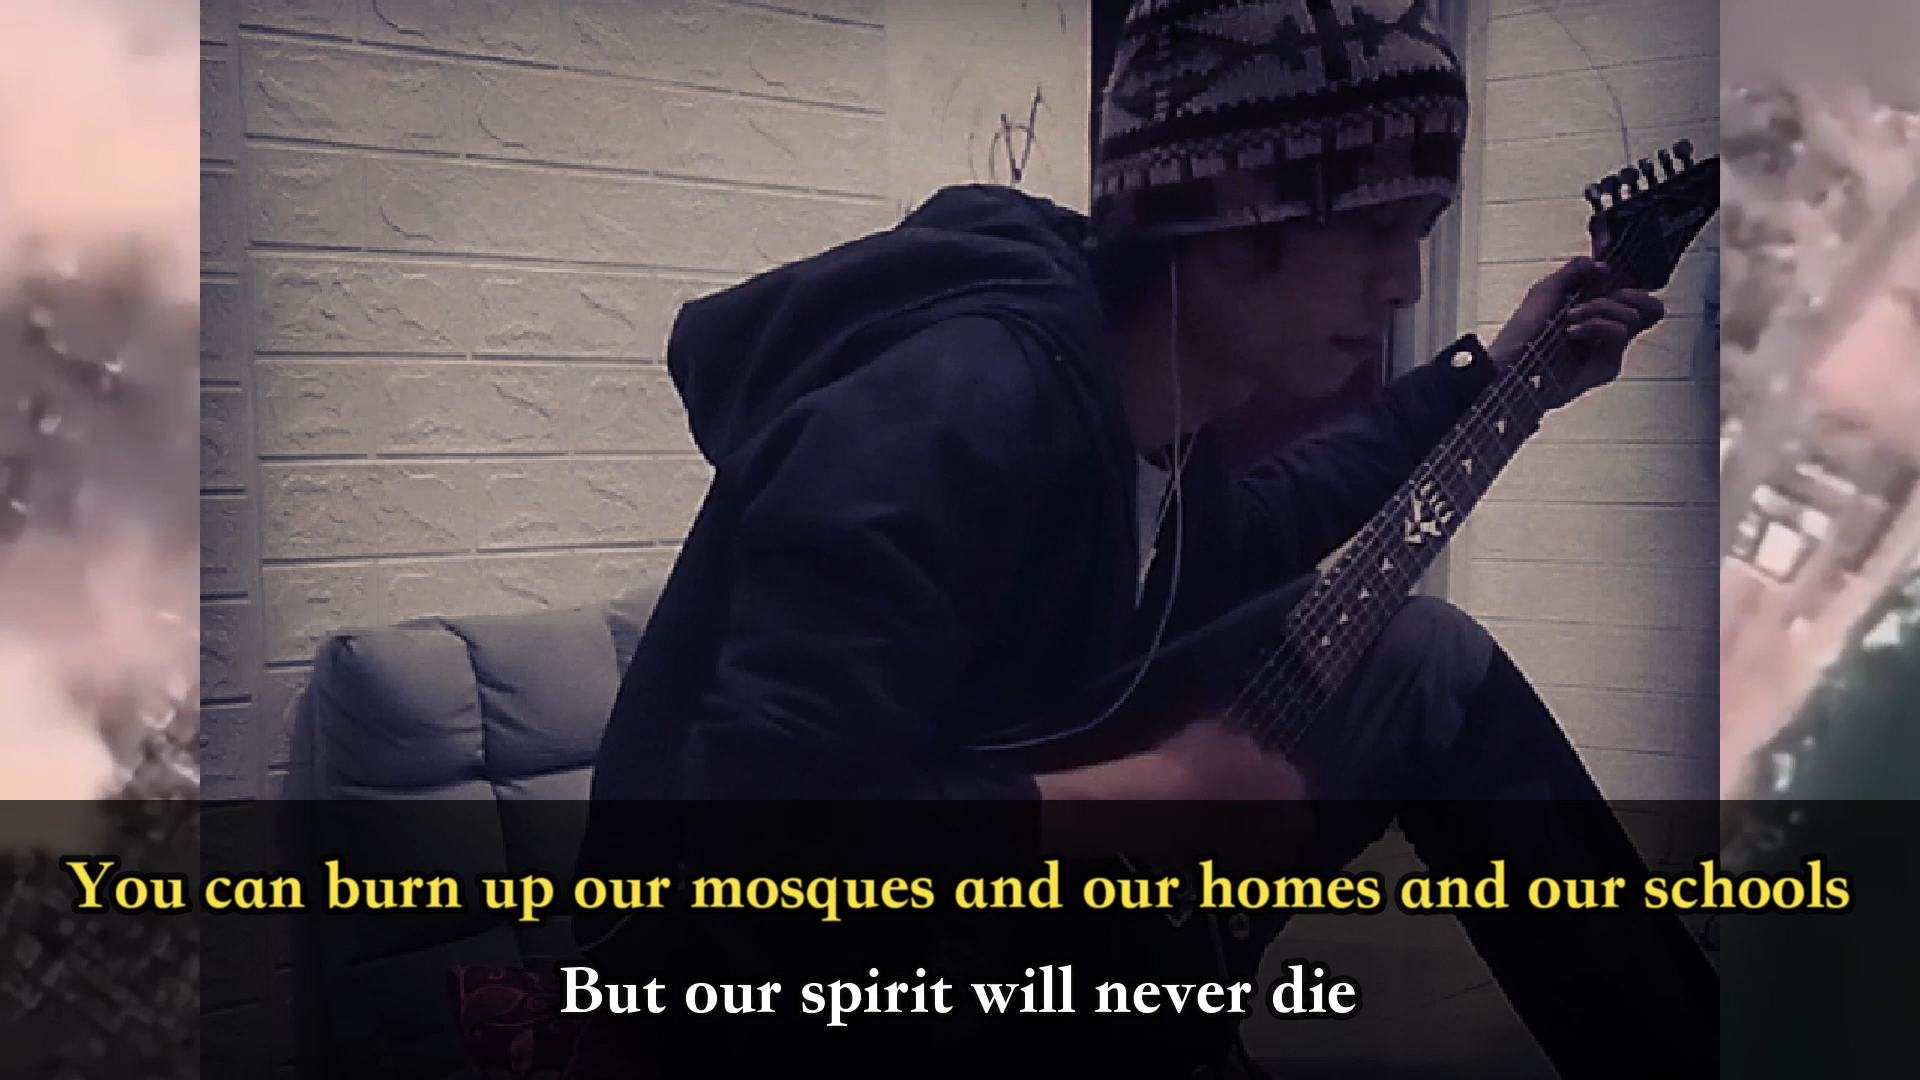 You can burn up our mosques and our homes and our schools
But our spirit will never die